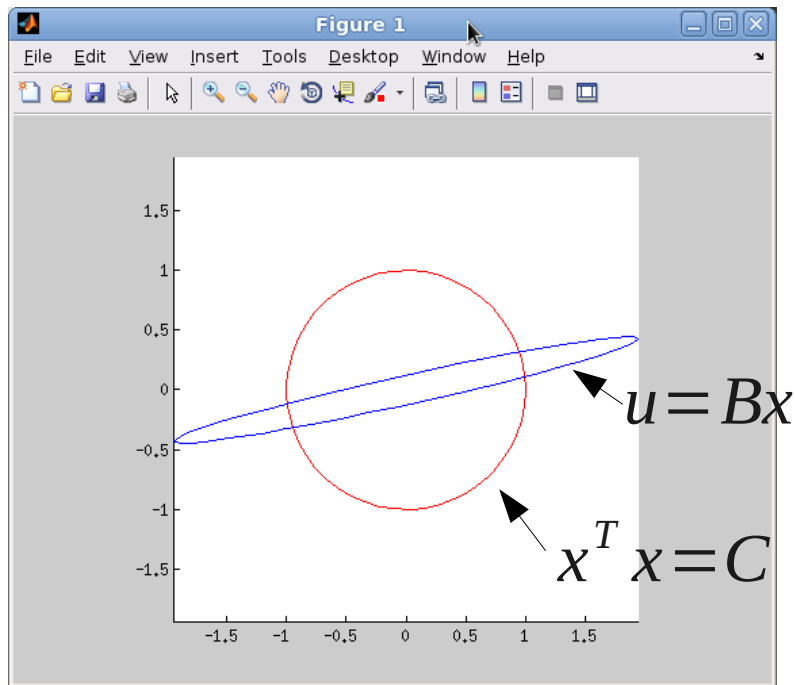 Figure 1
File Edit View Insert Tools Desktop Window Help
1.5
1
0.5
0
-0.5
-1
-1.5
-1.5 -1 -0.5 0 0.5 1 1.5
u=Bx
x^T x=C